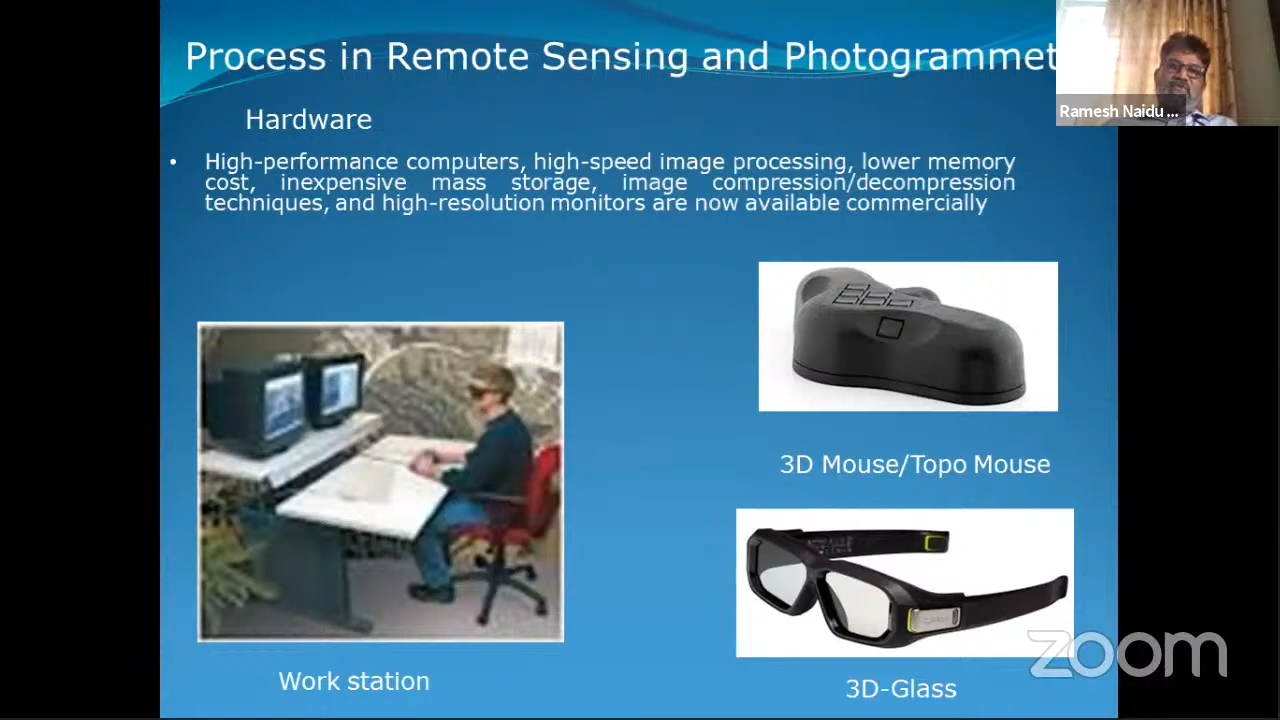 Process in Remote Sensing and Photogrammet
Ramesh Naidu ...
Hardware
• High-performance computers, high-speed image processing, lower memory
cost, inexpensive mass storage, image compression/decompression
techniques, and high-resolution monitors are now available commercially
3D Mouse/Topo Mouse
Work station
3D-Glass
zoom